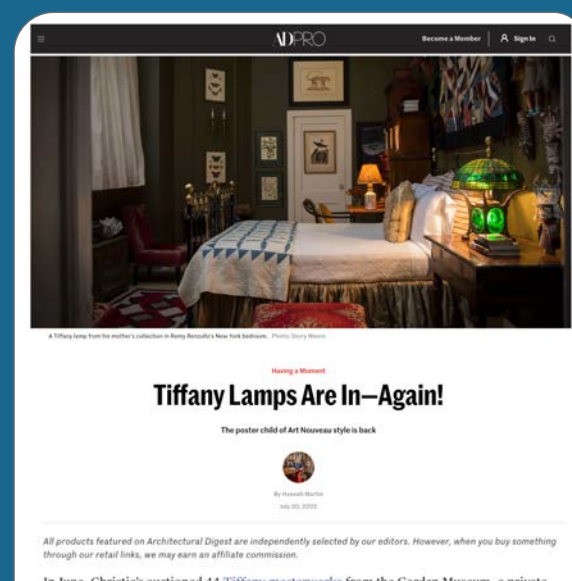 ADPRO
Become a Member
Sign In
A Tiffany lamp from his mother's collection in Remy Renzullo's New York bedroom. Photo:
Having a Moment
Tiffany Lamps Are In—Again!
The poster child of Art Nouveau style is back
By Hannah Martin
July 20, 2022
All products featured on Architectural Digest are independently selected by our editors. However, when you buy something
through our retail links, we may earn an affiliate commission.
In June, Christie's auctioned 44 Tiffany masterworks from the Garden Museum, a private